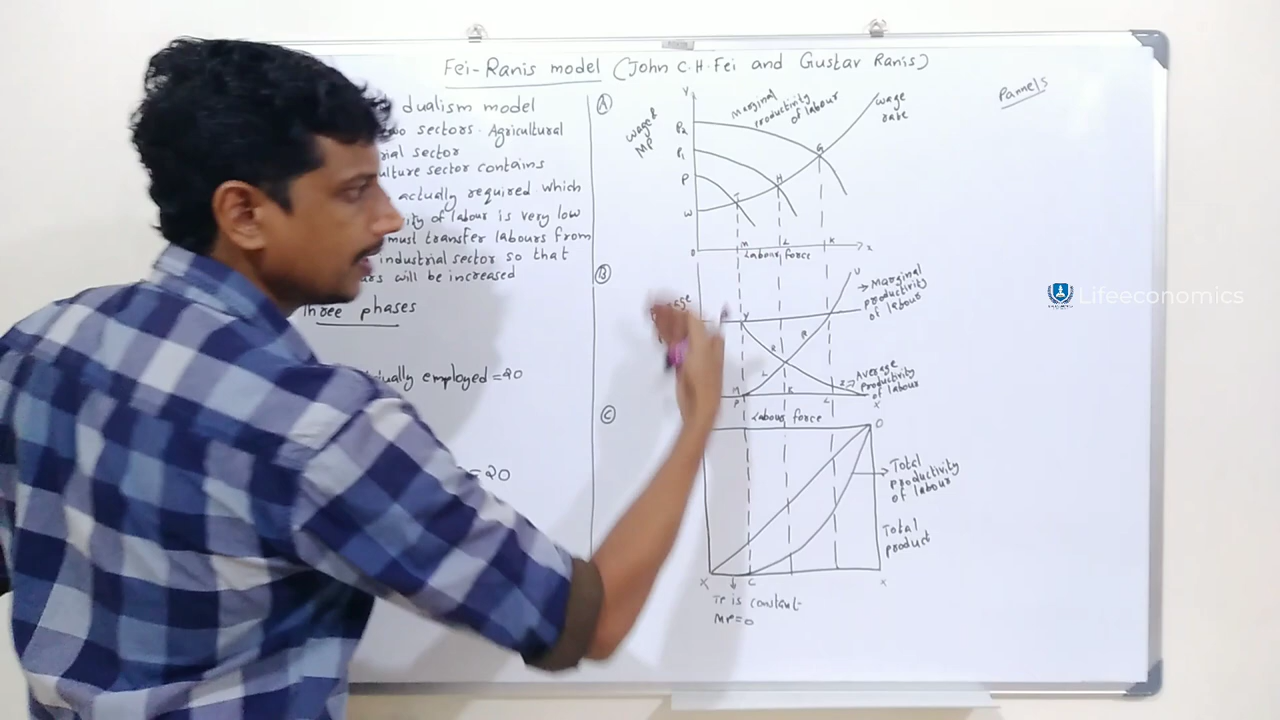 Fei-Ranis model (John C.H. Fei and Gustav Ranis)
dualism model
sectors. Agricultural
sector
sector contains
actually required which
of labour is very low
must transfer labours from
industrial sector so that
will be increased
Three phases
employed =20
=20
A
Y
wage &
MP
P2
P1
P
W
O
Marginal
productivity
of labour
wage
rate
G
H
T
M
L
K
X
Labour force
B
U
→ Marginal
productivity
of labour
V
R
R
L
M
K
L
P
X
Z → Average
productivity
of labour
Labour force
C
O
→ Total
productivity
of labour
Total
product
X
↓
C
X
TP is constant
MP=0
Pannels
Lifeeconomics